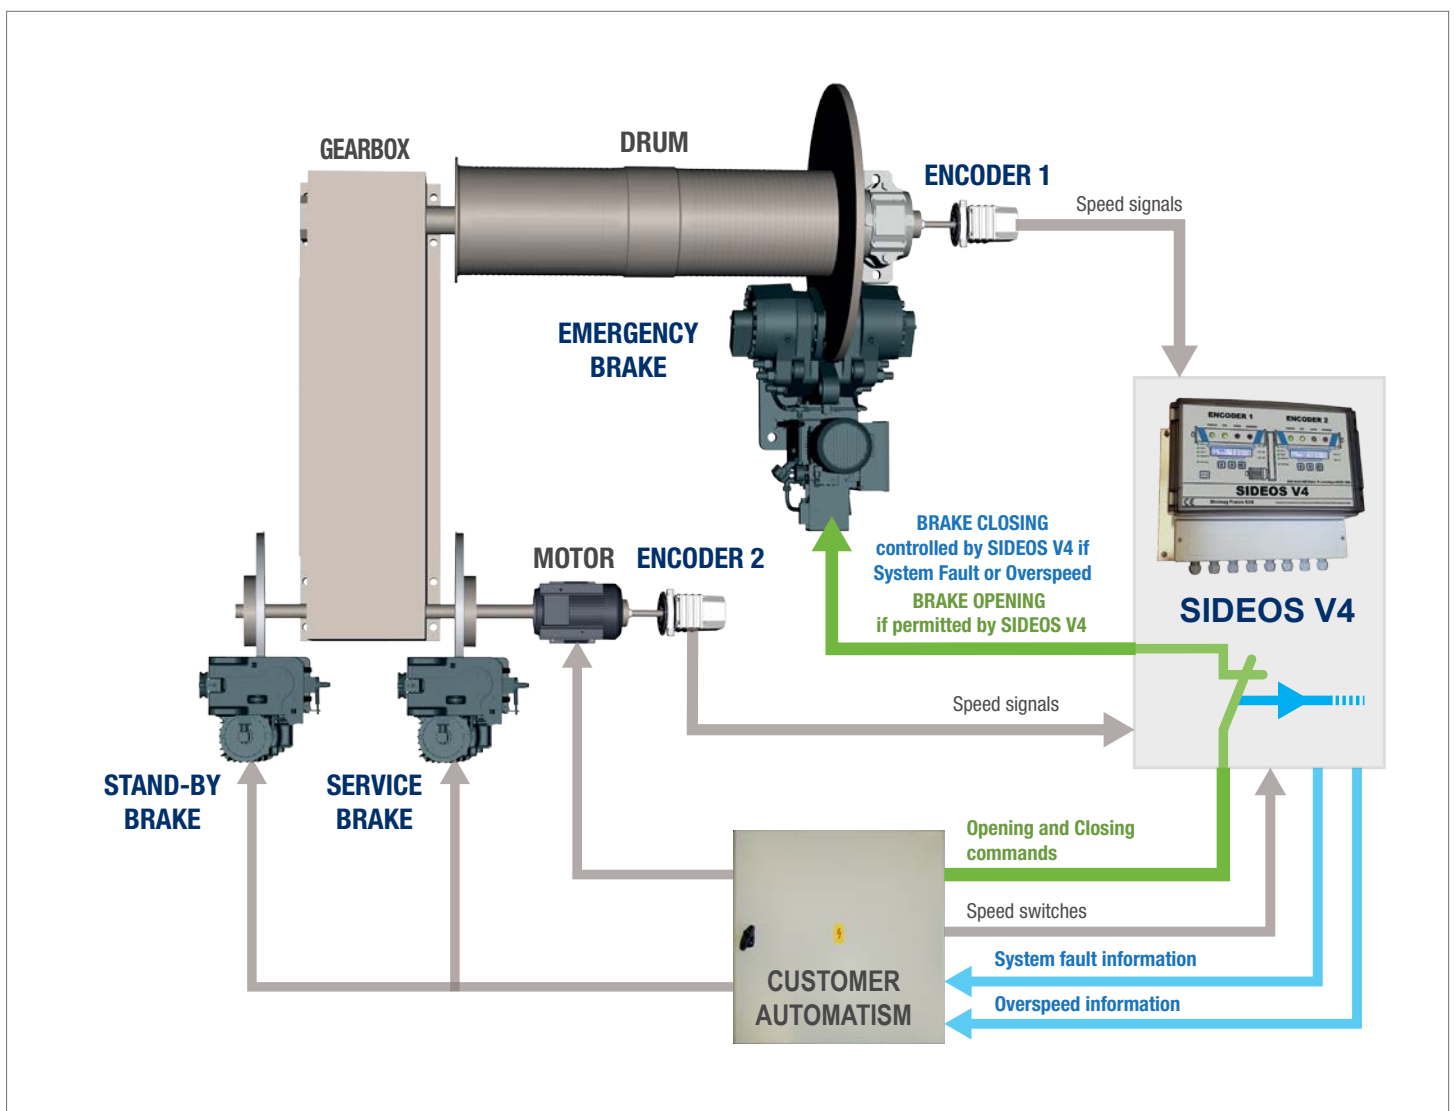 GEARBOX
DRUM
ENCODER 1
Speed signals
EMERGENCY
BRAKE
ENCODER 1
ENCODER 2
SIDEOS V4
Stromag France SAS
SIDEOS V4
BRAKE CLOSING
controlled by SIDEOS V4 if
System Fault or Overspeed
BRAKE OPENING
if permitted by SIDEOS V4
MOTOR
ENCODER 2
Speed signals
STAND-BY
BRAKE
SERVICE
BRAKE
Opening and Closing
commands
Speed switches
System fault information
Overspeed information
CUSTOMER
AUTOMATISM